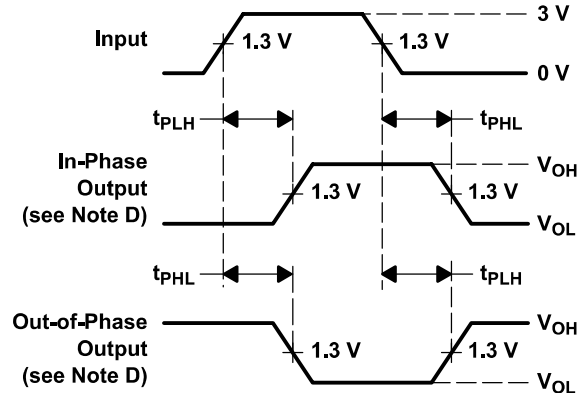 3 V
Input
1.3 V
1.3 V
0 V
tPLH
tPHL
In-Phase
Output
(see Note D)
VOH
1.3 V
1.3 V
VOL
tPHL
tPLH
Out-of-Phase
Output
(see Note D)
VOH
1.3 V
1.3 V
VOL